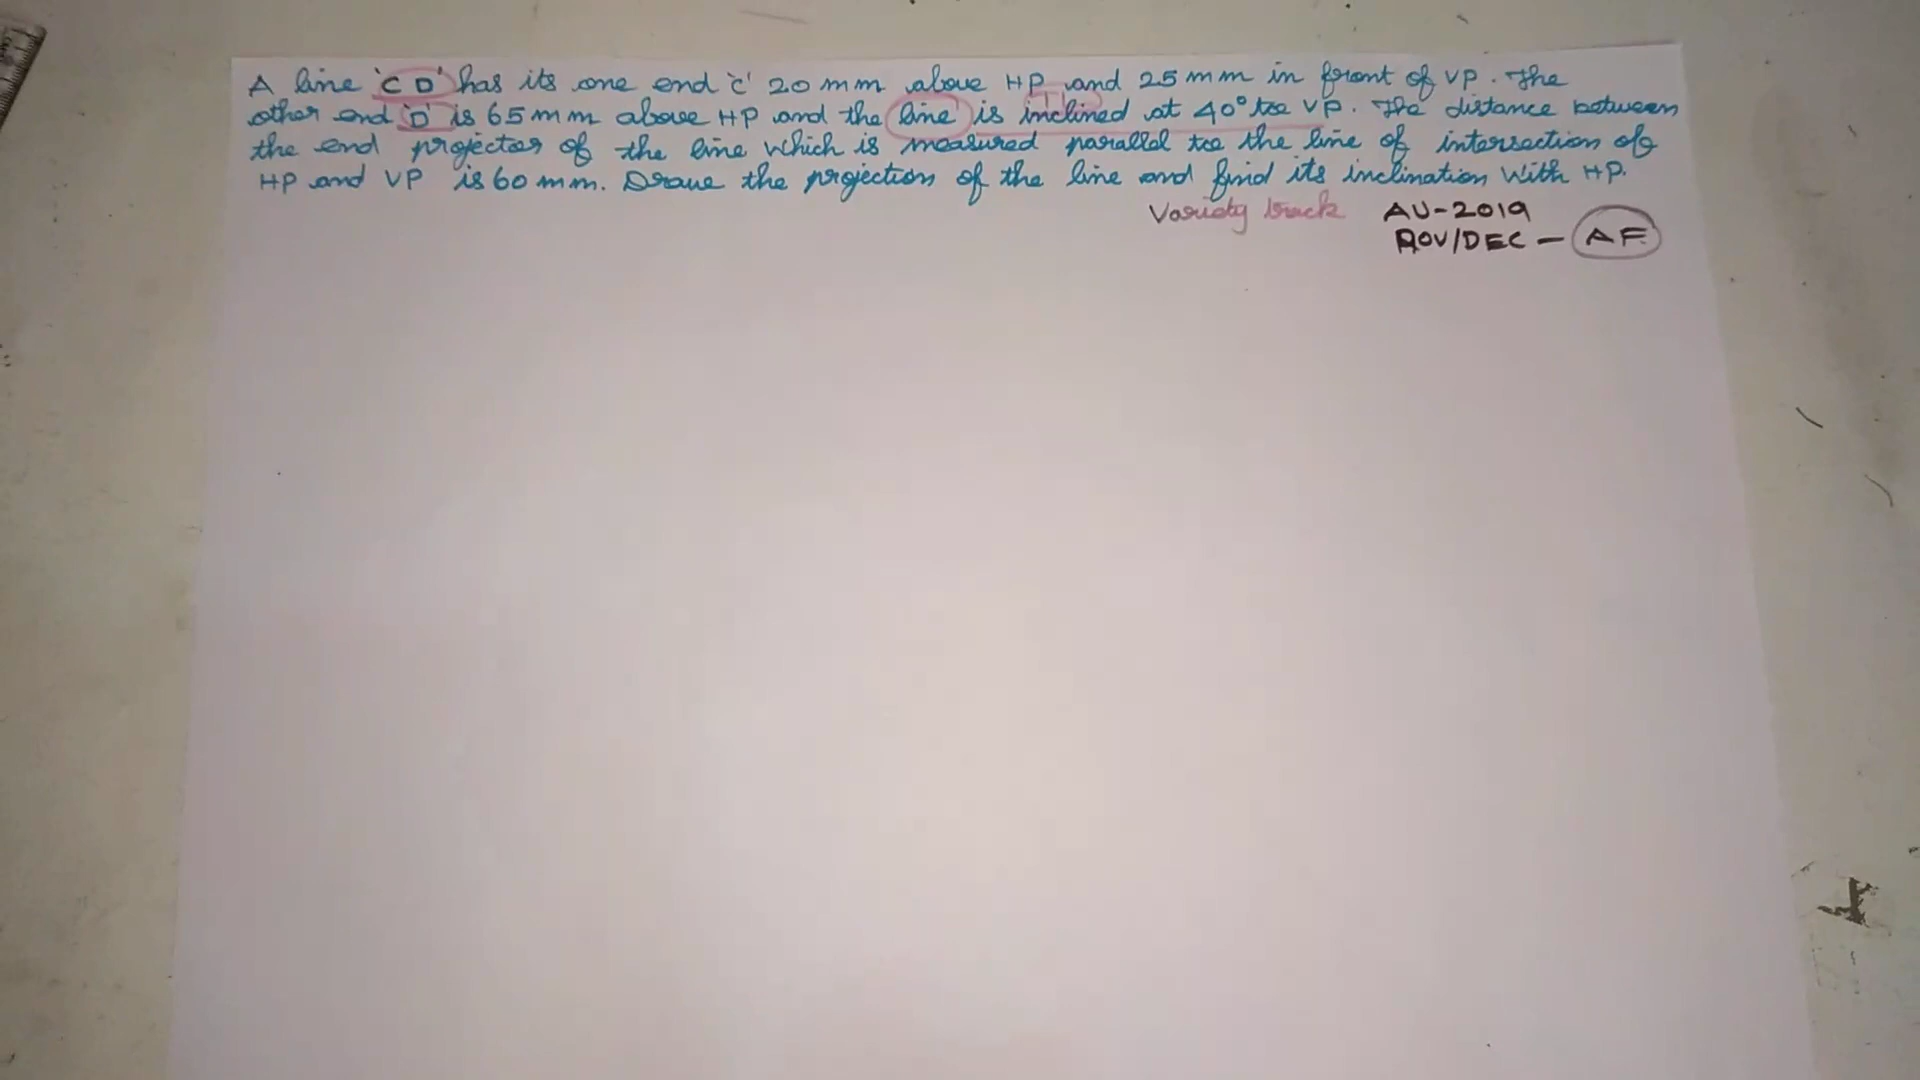 A line 'CD' has its one end 'C' 20 mm above HP and 25 mm in front of VP. The
other end 'D' is 65 mm above HP and the line is inclined at 40° to VP. The distance between
the end projector of the line which is measured parallel to the line of intersection of
HP and VP is 60 mm. Draw the projection of the line and find its inclination with HP.
Variety track AU-2019
NOV/DEC - AF